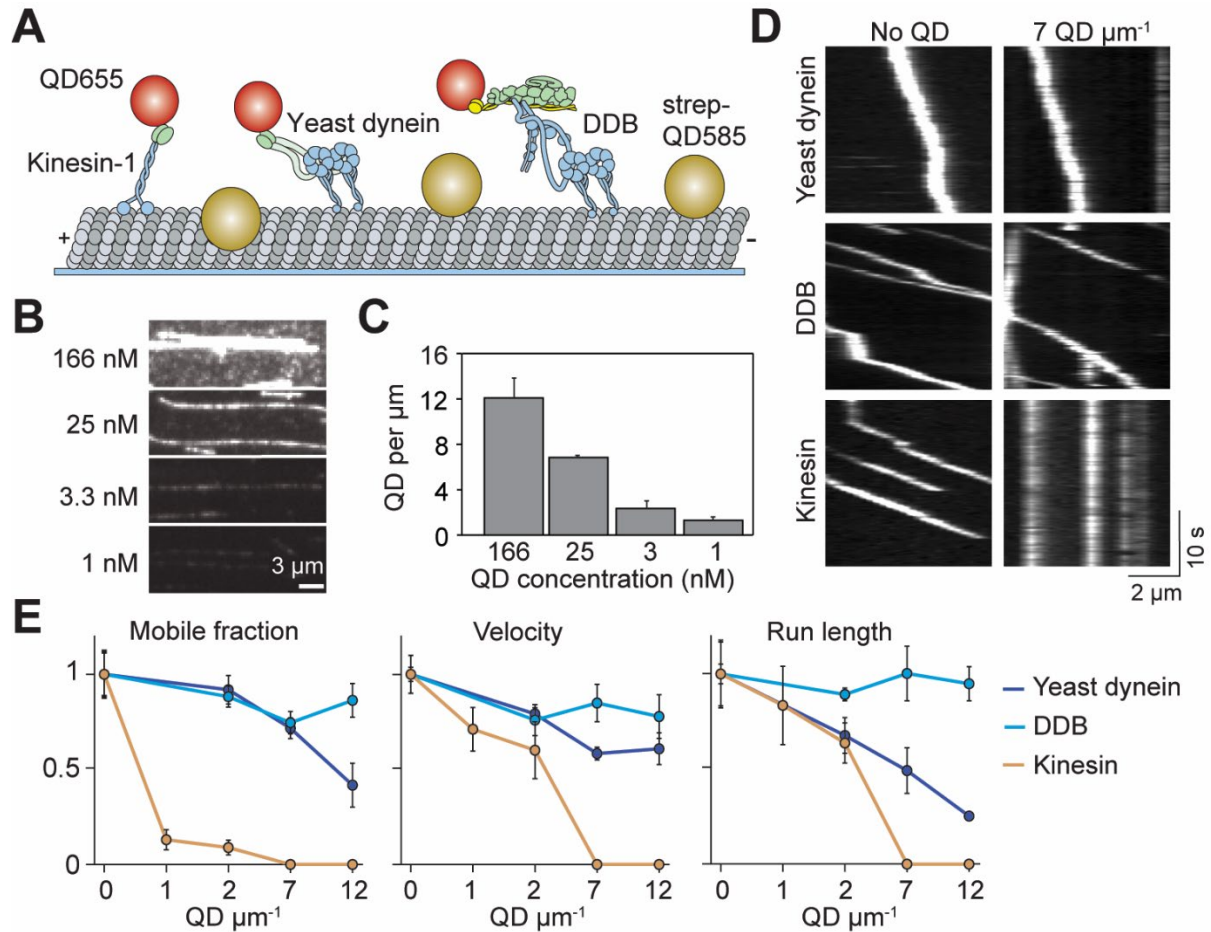 A
QD655
Kinesin-1
Yeast dynein
DDB
strep-
QD585
+
-
B
166 nM
25 nM
3.3 nM
1 nM
3 µm
C
QD per µm
16
12
8
4
0
166 25 3 1
QD concentration (nM)
D
No QD 7 QD µm⁻¹
Yeast dynein
DDB
Kinesin
10 s
2 µm
E
Mobile fraction Velocity Run length
1
0.5
0
0 1 2 7 12
QD µm⁻¹
0 1 2 7 12
QD µm⁻¹
1
0.5
0
0 1 2 7 12
QD µm⁻¹
Yeast dynein
DDB
Kinesin